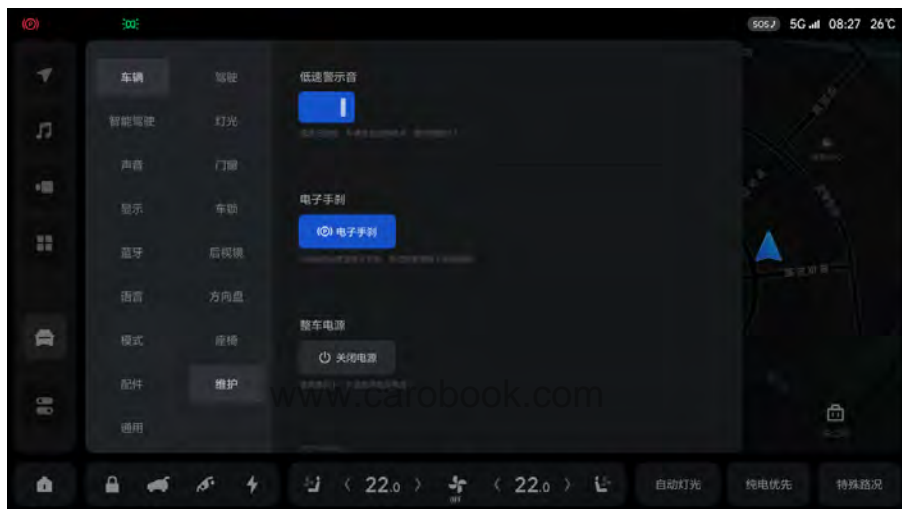 SOS 5G 08:27 26℃
车辆
驾驶
低速警示音
智能驾驶
灯光
声音
门窗
显示
车锁
电子手刹
电子手刹
蓝牙
后视镜
语言
方向盘
模式
座椅
整车电源
关闭电源
配件
维护
通用
www.carobook.com
< 22.0 >
OFF
< 22.0 >
自动灯光
纯电优先
特殊路况